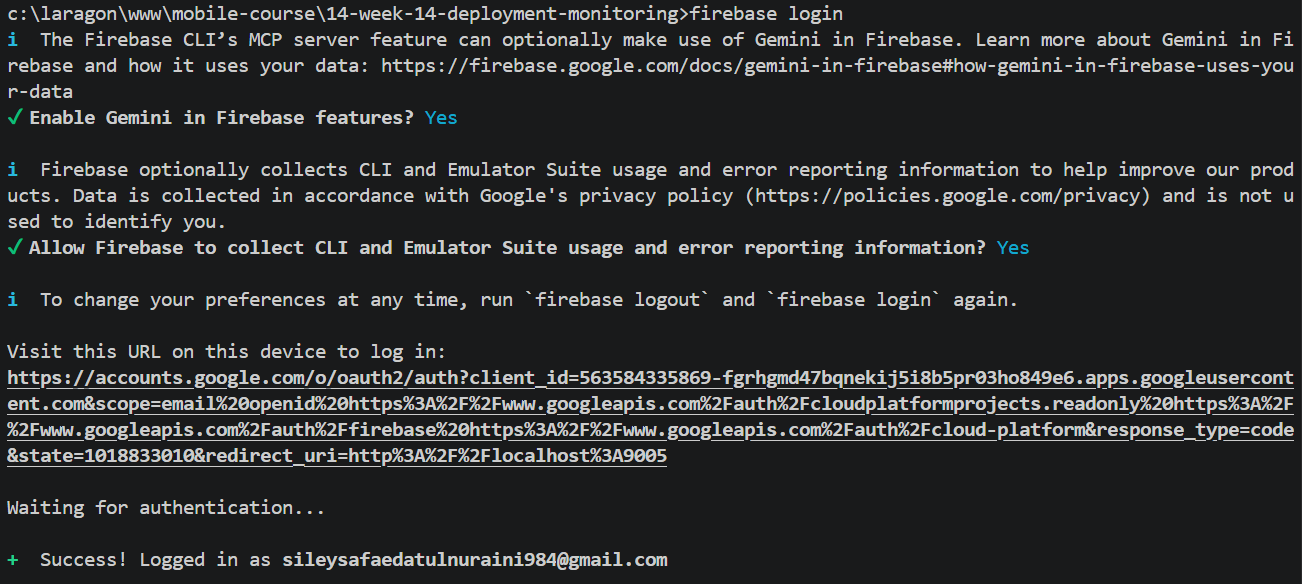 c:\laragon\www\mobile-course\14-week-14-deployment-monitoring>firebase login
i  The Firebase CLI’s MCP server feature can optionally make use of Gemini in Firebase. Learn more about Gemini in Fi
rebase and how it uses your data: https://firebase.google.com/docs/gemini-in-firebase#how-gemini-in-firebase-uses-you
r-data
✓ Enable Gemini in Firebase features? Yes
i  Firebase optionally collects CLI and Emulator Suite usage and error reporting information to help improve our prod
ucts. Data is collected in accordance with Google's privacy policy (https://policies.google.com/privacy) and is not u
sed to identify you.
✓ Allow Firebase to collect CLI and Emulator Suite usage and error reporting information? Yes
i  To change your preferences at any time, run `firebase logout` and `firebase login` again.
Visit this URL on this device to log in:
https://accounts.google.com/o/oauth2/auth?client_id=563584335869-fgrhgmd47bqnekij5i8b5pr03ho849e6.apps.googleusercont
ent.com&scope=email%20openid%20https%3A%2F%2Fwww.googleapis.com%2Fauth%2Fcloudplatformprojects.readonly%20https%3A%2F
%2Fwww.googleapis.com%2Fauth%2Ffirebase%20https%3A%2F%2Fwww.googleapis.com%2Fauth%2Fcloud-platform&response_type=code
&state=1018833010&redirect_uri=http%3A%2F%2Flocalhost%3A9005
Waiting for authentication...
+  Success! Logged in as sileysafaedatulnuraini984@gmail.com